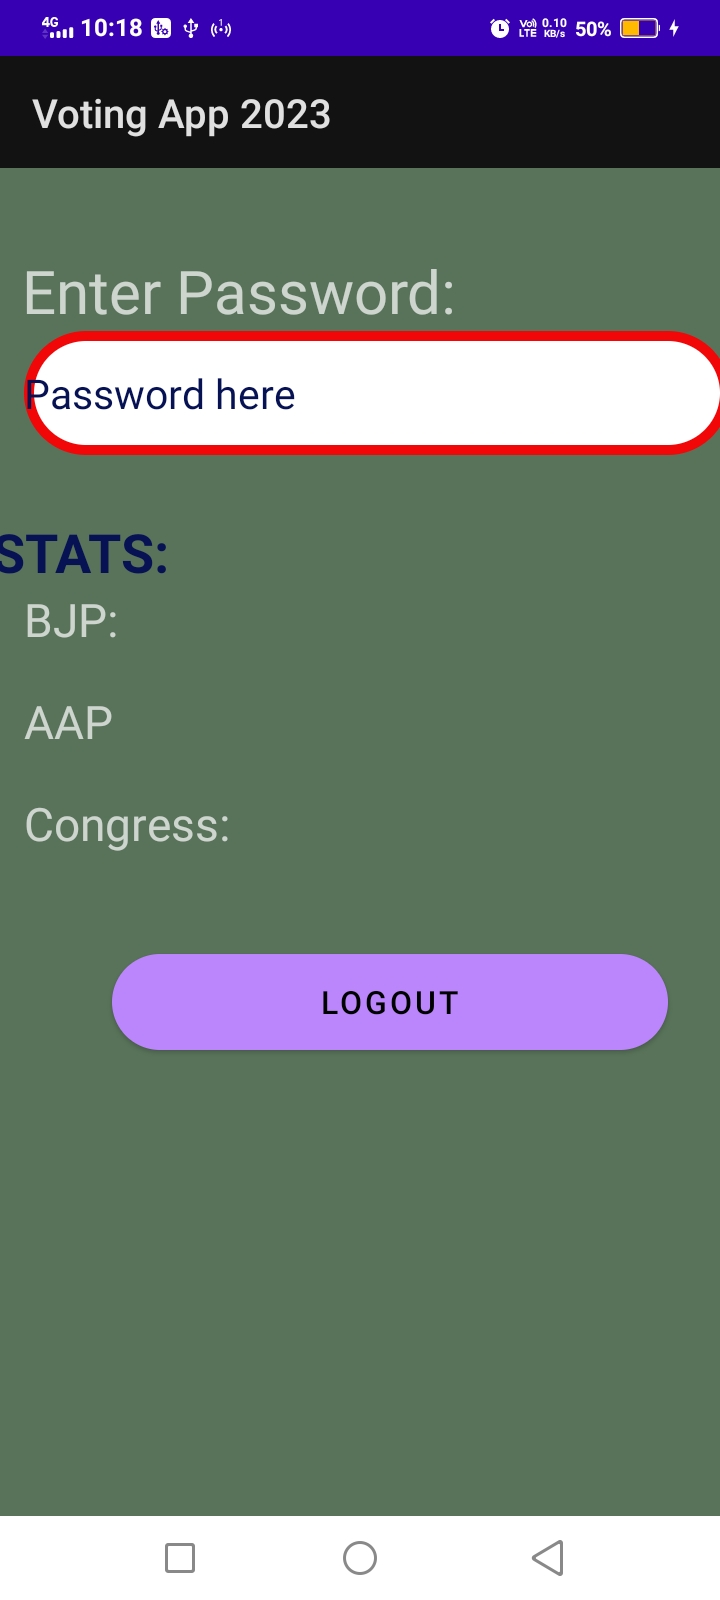 4G 10:18 Vo)) LTE 0.10 KB/s 50%
Voting App 2023
Enter Password:
Password here
STATS:
BJP:
AAP
Congress:
LOGOUT